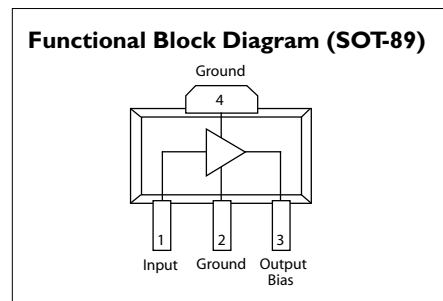 Functional Block Diagram (SOT-89)
Ground
4
1 2 3
Input Ground Output
Bias